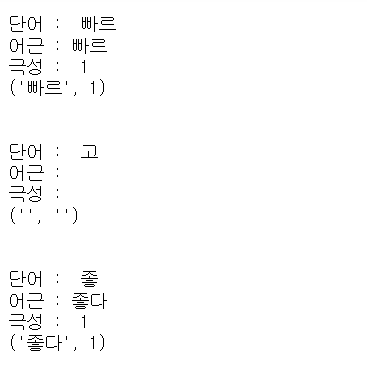 단어 :  빠르
어근 : 빠르
극성 :  1
('빠르', 1)
단어 :  고
어근 :
극성 :
('', '')
단어 :  좋
어근 : 좋다
극성 :  1
('좋다', 1)